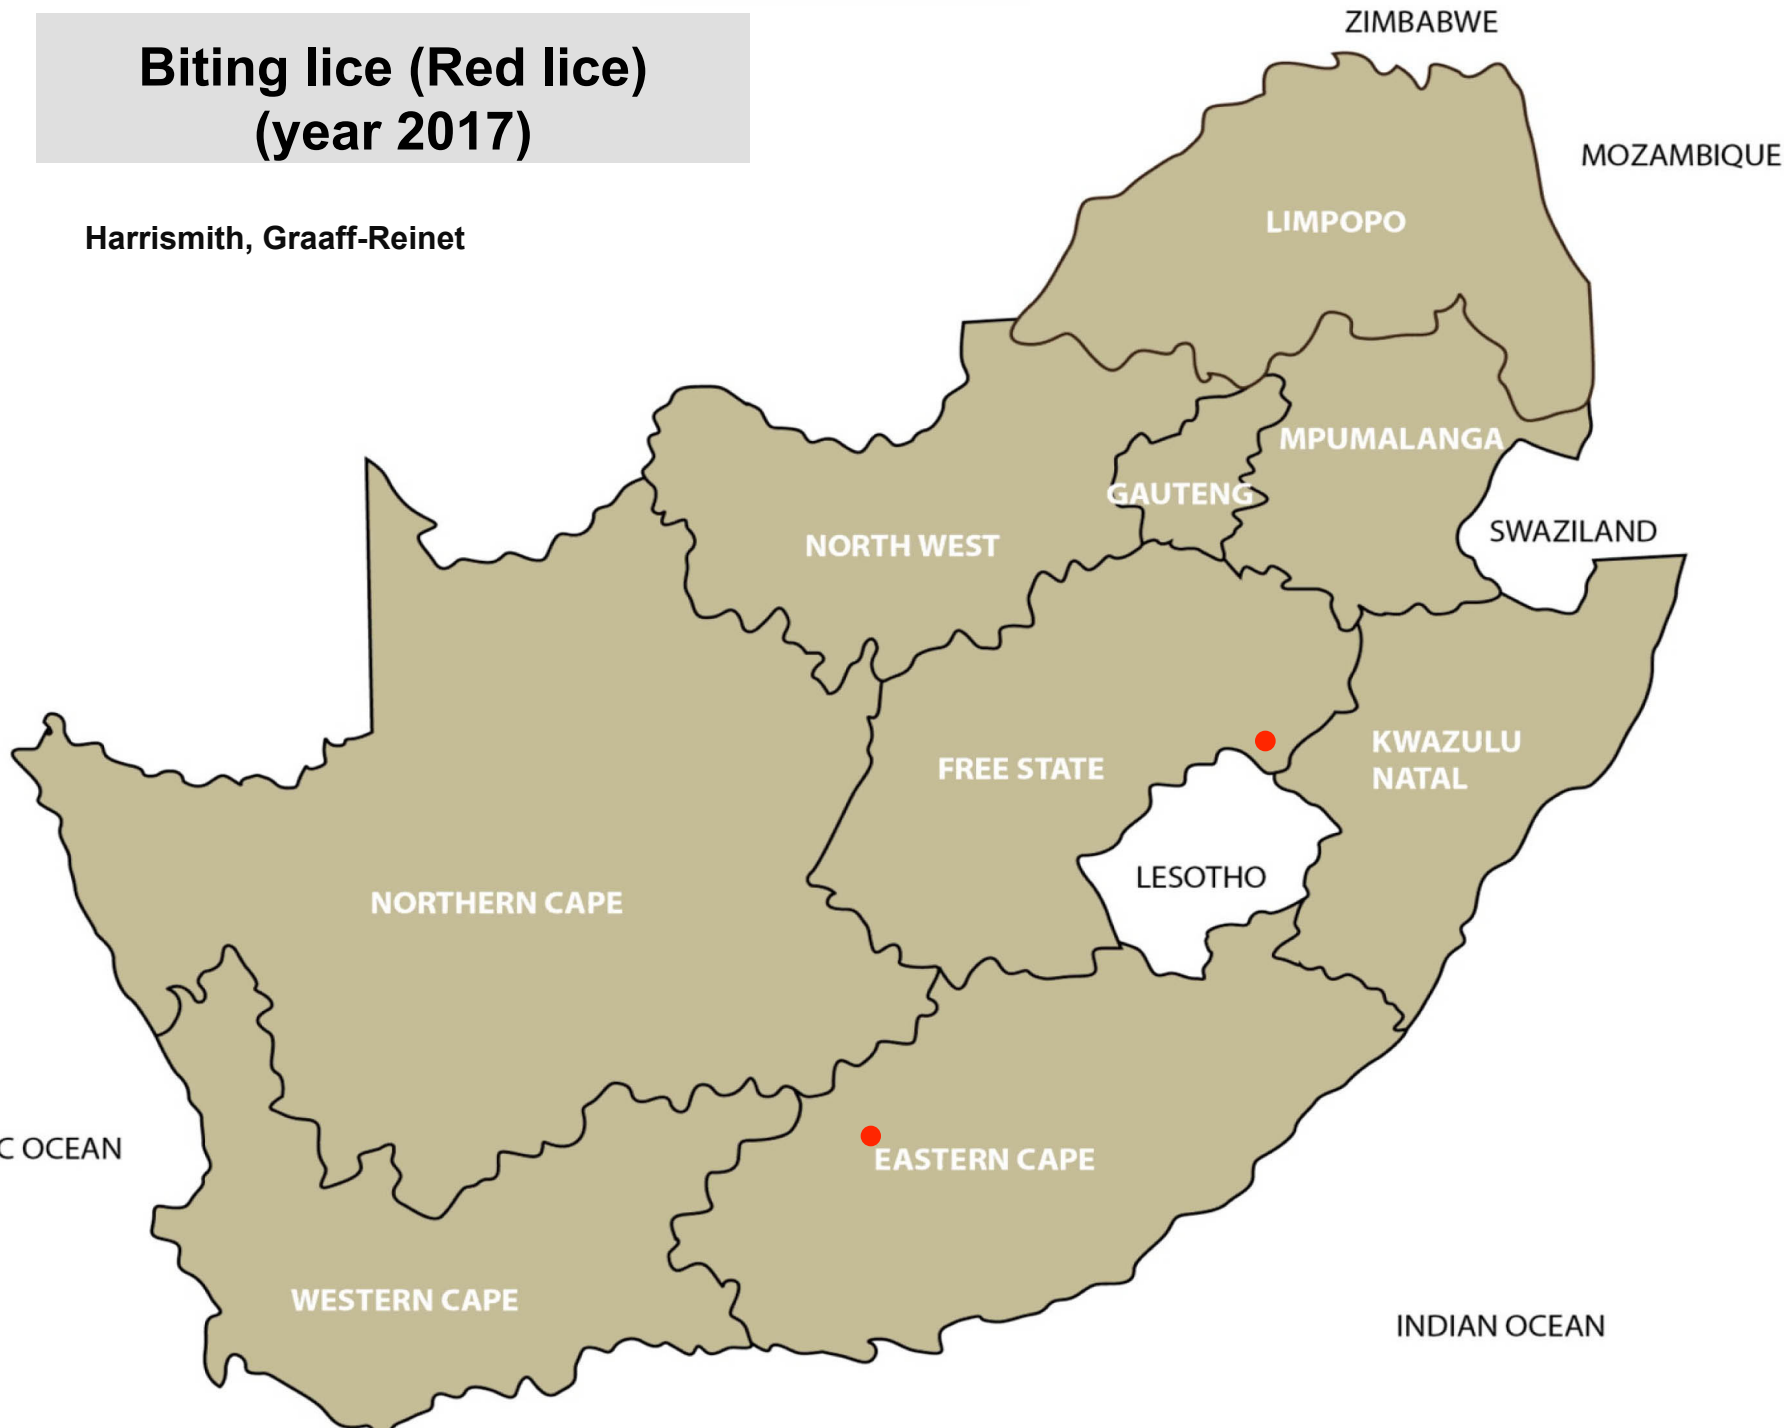 Biting lice (Red lice)
(year 2017)
Harrismith, Graaff-Reinet
ZIMBABWE
MOZAMBIQUE
LIMPOPO
MPUMALANGA
GAUTENG
SWAZILAND
NORTH WEST
KWAZULU
NATAL
FREE STATE
LESOTHO
NORTHERN CAPE
C OCEAN
EASTERN CAPE
WESTERN CAPE
INDIAN OCEAN